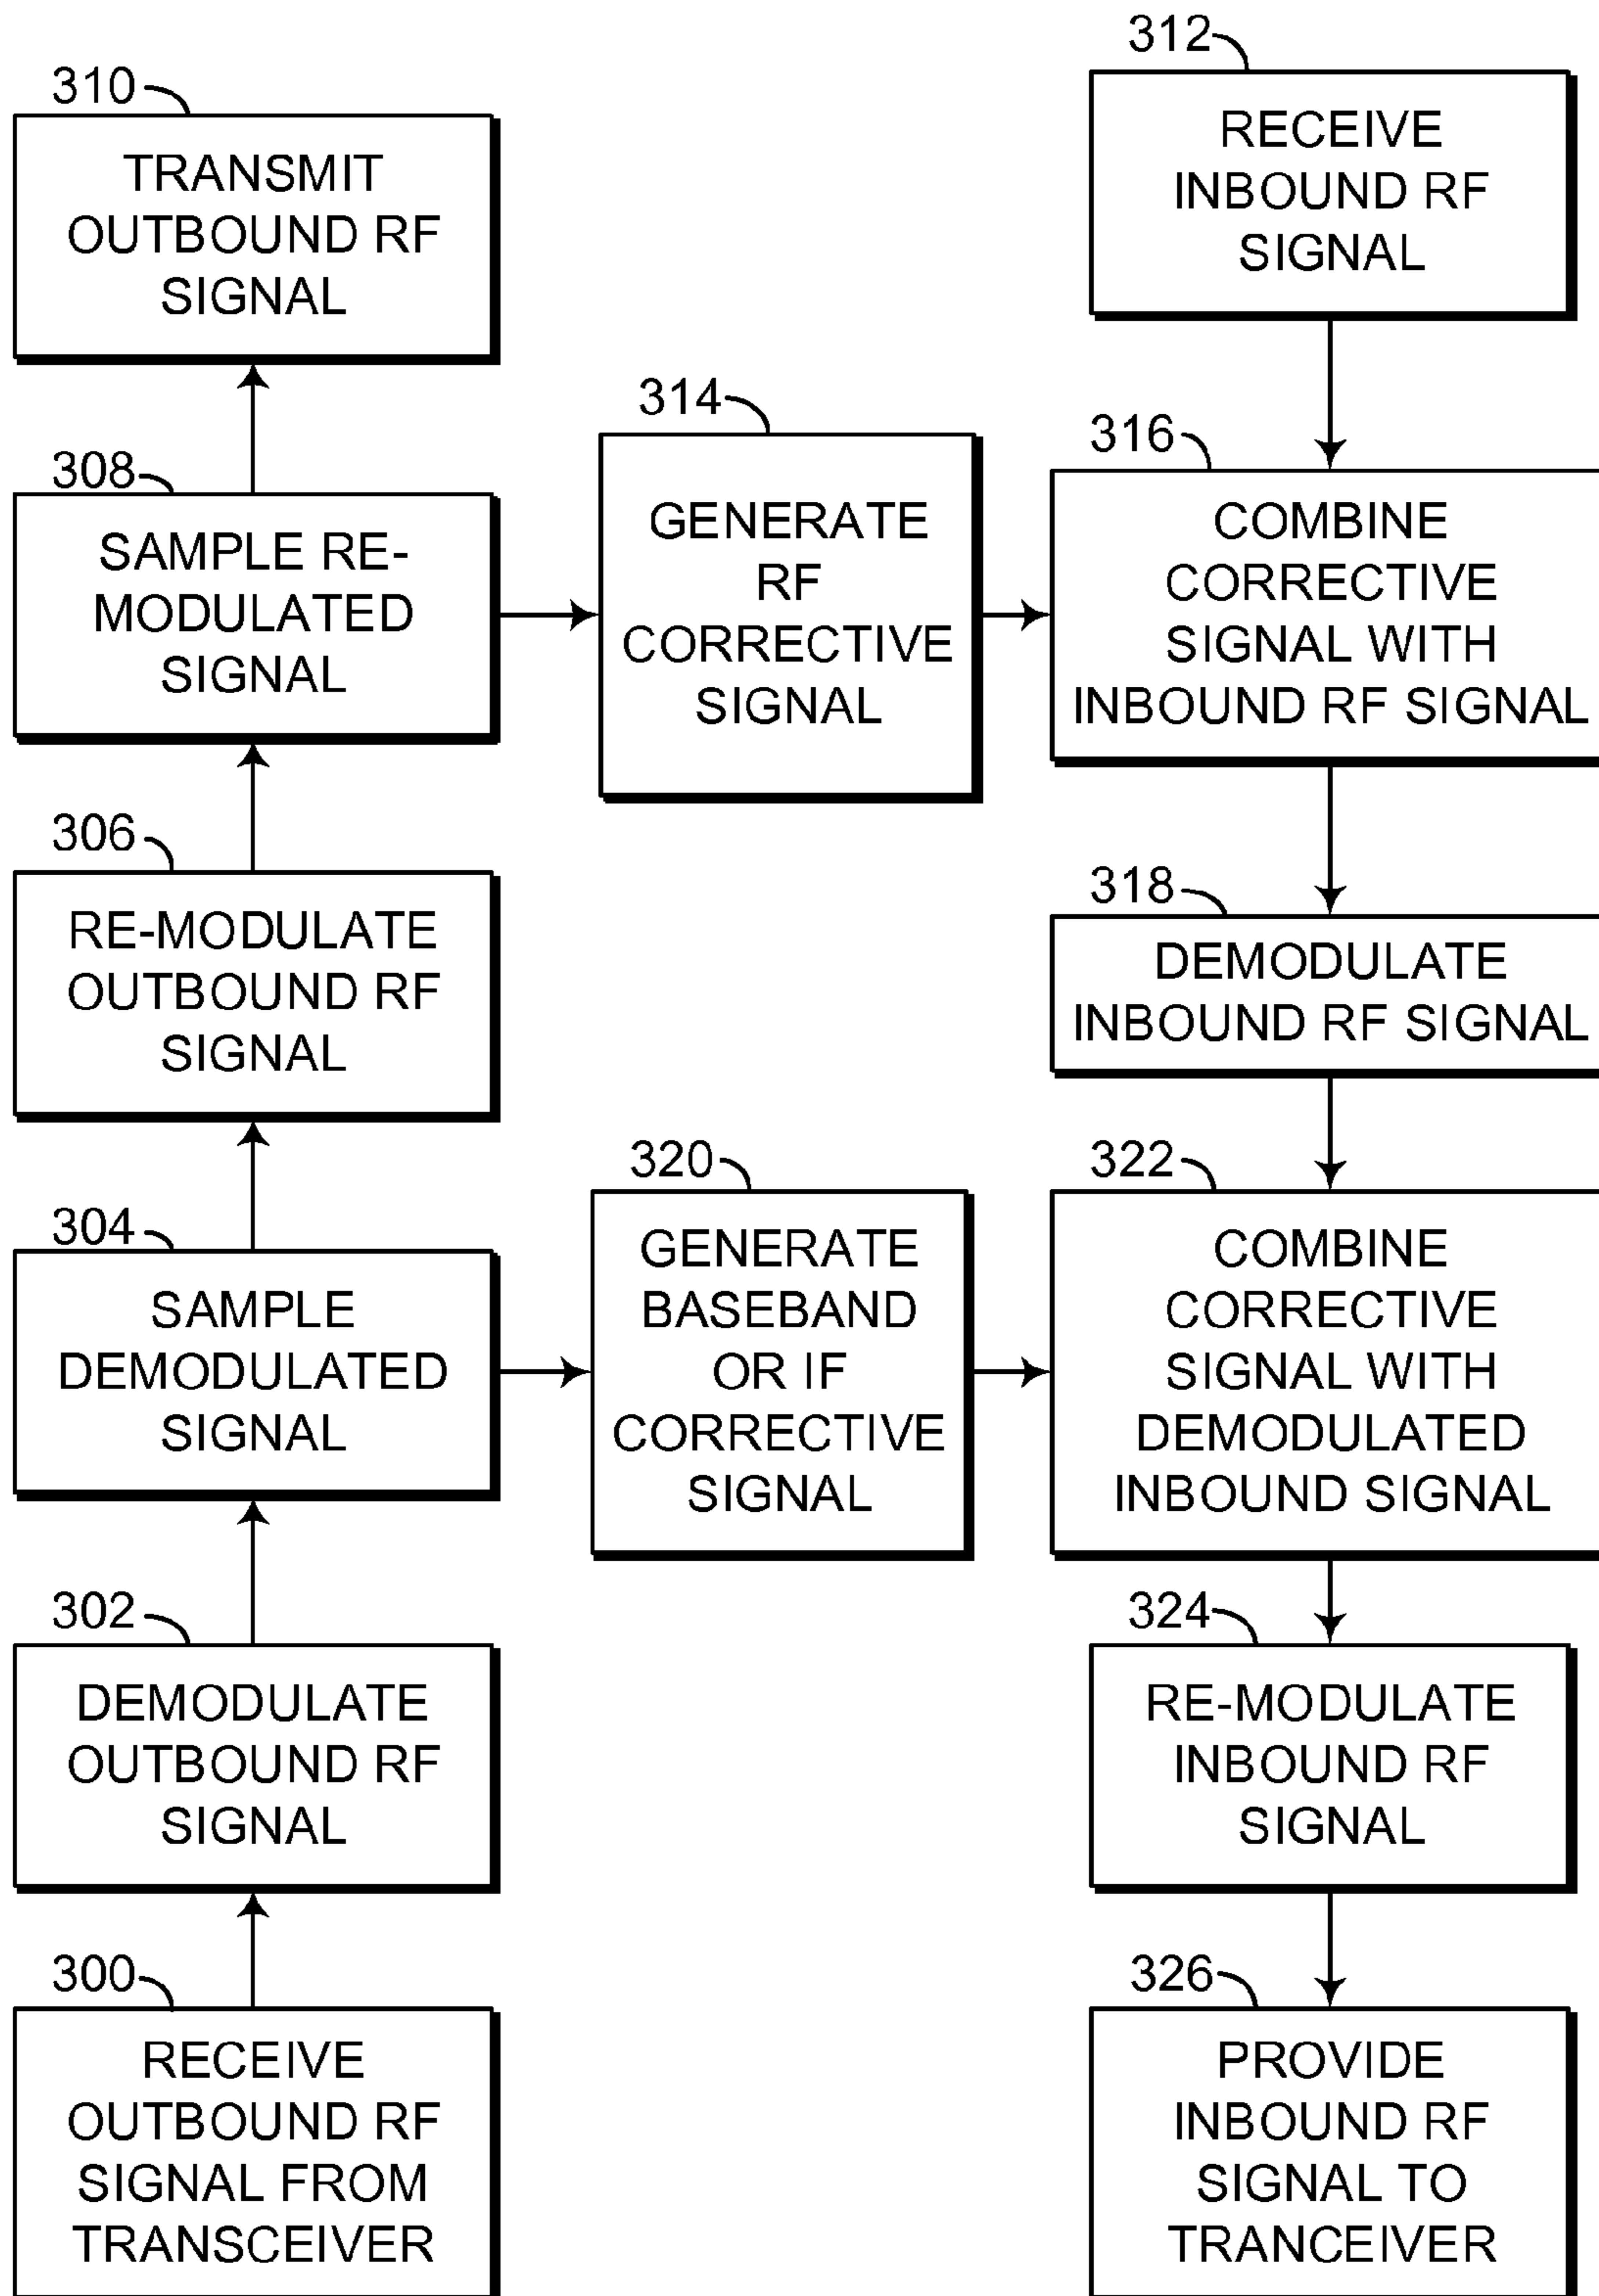 310
TRANSMIT
OUTBOUND RF
SIGNAL
308
SAMPLE RE-
MODULATED
SIGNAL
306
RE-MODULATE
OUTBOUND RF
SIGNAL
304
SAMPLE
DEMODULATED
SIGNAL
302
DEMODULATE
OUTBOUND RF
SIGNAL
300
RECEIVE
OUTBOUND RF
SIGNAL FROM
TRANSCEIVER
314
GENERATE
RF
CORRECTIVE
SIGNAL
320
GENERATE
BASEBAND
OR IF
CORRECTIVE
SIGNAL
312
RECEIVE
INBOUND RF
SIGNAL
316
COMBINE
CORRECTIVE
SIGNAL WITH
INBOUND RF SIGNAL
318
DEMODULATE
INBOUND RF SIGNAL
322
COMBINE
CORRECTIVE
SIGNAL WITH
DEMODULATED
INBOUND SIGNAL
324
RE-MODULATE
INBOUND RF
SIGNAL
326
PROVIDE
INBOUND RF
SIGNAL TO
TRANCEIVER